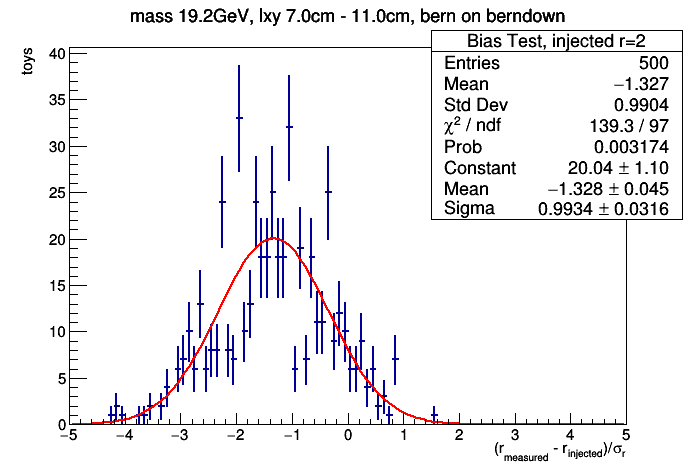 mass 19.2GeV, lxy 7.0cm - 11.0cm, bern on berndown
Bias Test, injected r=2
Entries 500
Mean −1.327
Std Dev 0.9904
χ² / ndf 139.3 / 97
Prob 0.003174
Constant 20.04 ± 1.10
Mean −1.328 ± 0.045
Sigma 0.9934 ± 0.0316
toys
40
35
30
25
20
15
10
5
0
−5 −4 −3 −2 −1 0 1 2 3 4 5
(r_measured - r_injected)/σ_r